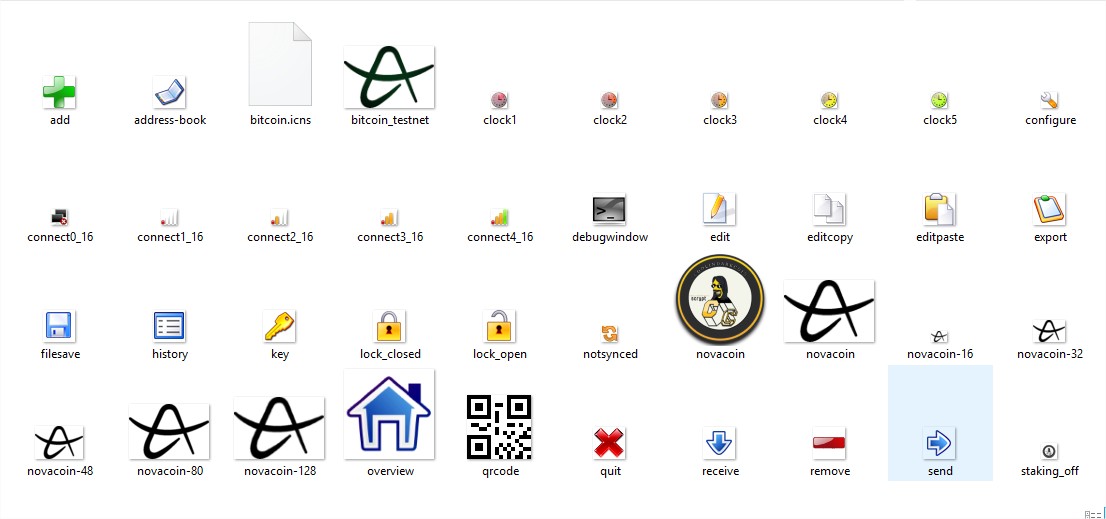 add address-book bitcoin.icns bitcoin_testnet clock1 clock2 clock3 clock4 clock5 configure
connect0_16 connect1_16 connect2_16 connect3_16 connect4_16 debugwindow edit editcopy editpaste export
scrypt
OG
filesave history key lock_closed lock_open notsynced novacoin novacoin novacoin-16 novacoin-32
novacoin-48 novacoin-80 novacoin-128 overview qrcode quit receive remove send staking_off